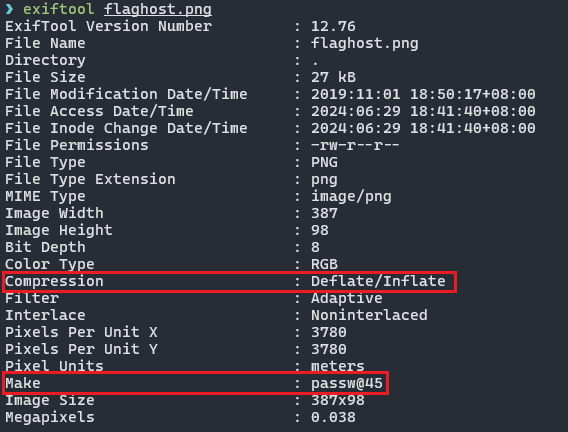 ❯ exiftool flaghost.png
ExifTool Version Number : 12.76
File Name : flaghost.png
Directory : .
File Size : 27 kB
File Modification Date/Time : 2019:11:01 18:50:17+08:00
File Access Date/Time : 2024:06:29 18:41:40+08:00
File Inode Change Date/Time : 2024:06:29 18:41:40+08:00
File Permissions : -rw-r--r--
File Type : PNG
File Type Extension : png
MIME Type : image/png
Image Width : 387
Image Height : 98
Bit Depth : 8
Color Type : RGB
Compression : Deflate/Inflate
Filter : Adaptive
Interlace : Noninterlaced
Pixels Per Unit X : 3780
Pixels Per Unit Y : 3780
Pixel Units : meters
Make : passw@45
Image Size : 387x98
Megapixels : 0.038